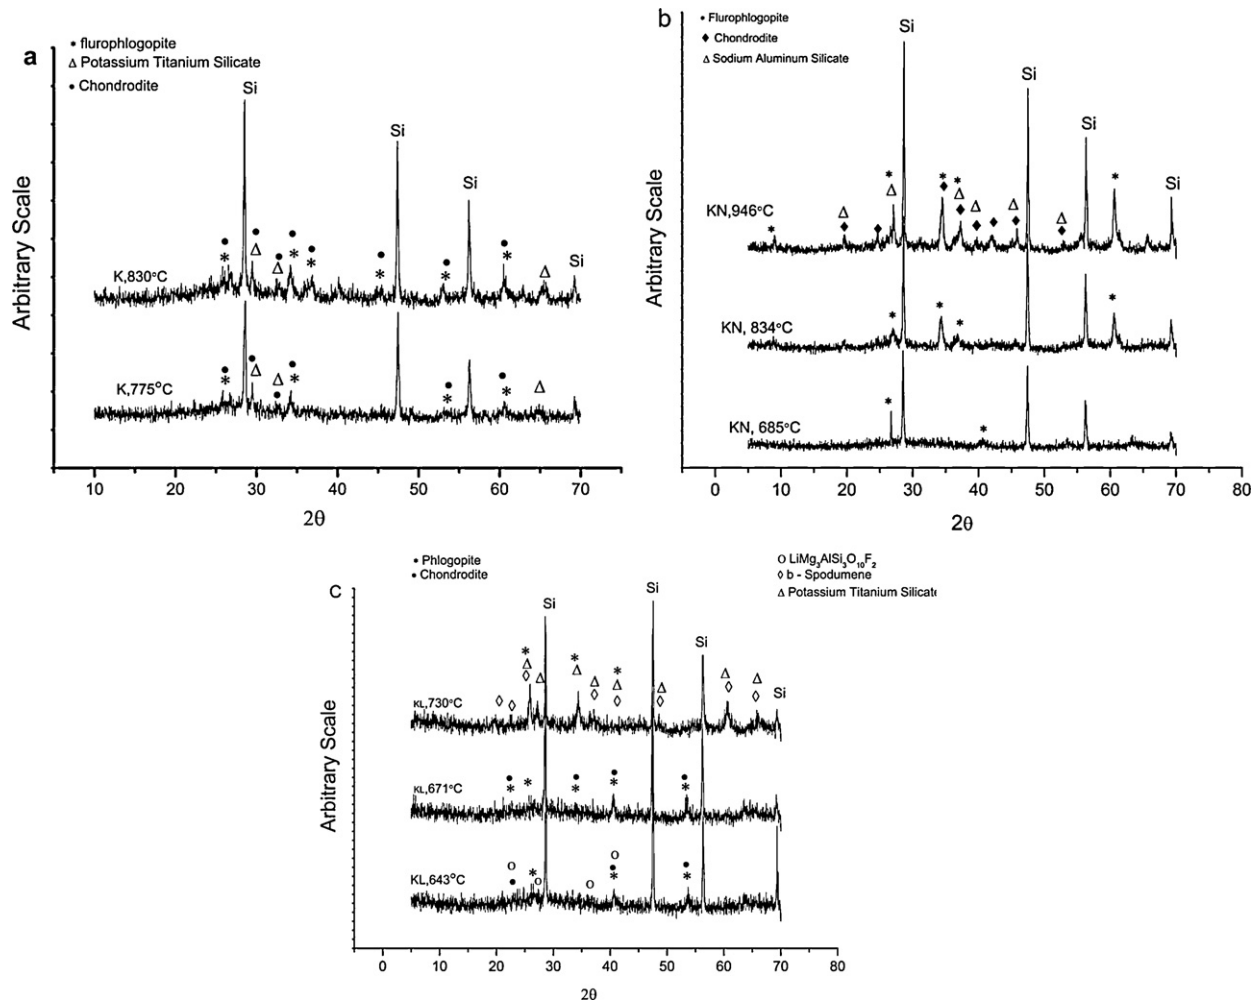 a
* flurophlogopite
Δ Potassium Titanium Silicate
● Chondrodite
Si
Si
Si
Si
K,830°C
K,775°C
Arbitrary Scale
10 20 30 40 50 60 70
2θ
b
* Flurophlogopite
◆ Chondrodite
Δ Sodium Aluminum Silicate
Si
Si
Si
Si
KN,946°C
KN, 834°C
KN, 685°C
Arbitrary Scale
0 10 20 30 40 50 60 70 80
2θ
C
• Phlogopite
• Chondrodite
O LiMg3AlSi3O10F2
◊ b - Spodumene
Δ Potassium Titanium Silicate
Si
Si
Si
Si
KL,730°C
KL,671°C
KL,643°C
Arbitrary Scale
0 10 20 30 40 50 60 70 80
2θ